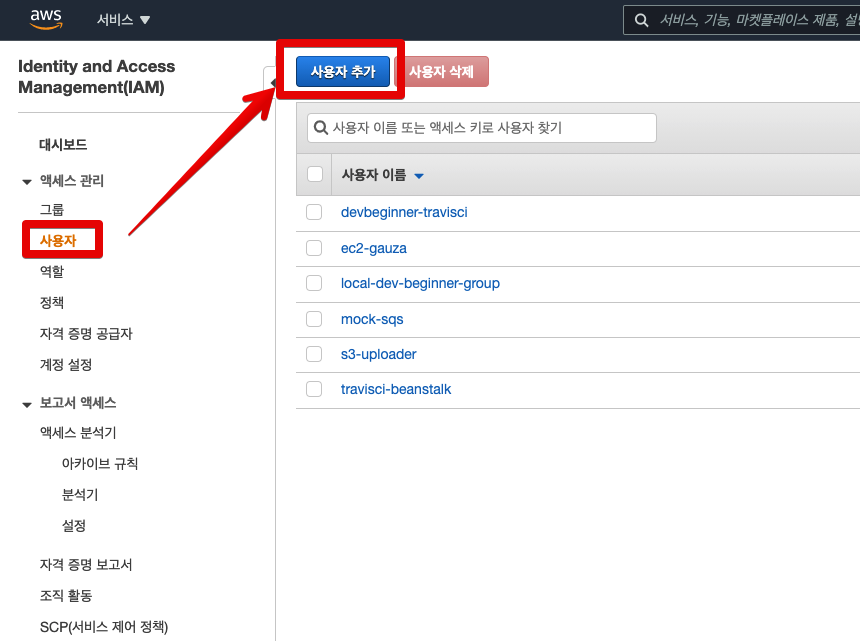 aws
서비스
서비스, 기능, 마켓플레이스 제품, 설
Identity and Access
Management(IAM)
대시보드
액세스 관리
그룹
사용자
역할
정책
자격 증명 공급자
계정 설정
보고서 액세스
액세스 분석기
아카이브 규칙
분석기
설정
자격 증명 보고서
조직 활동
SCP(서비스 제어 정책)
사용자 추가
사용자 삭제
사용자 이름 또는 액세스 키로 사용자 찾기
사용자 이름
devbeginner-travisci
ec2-gauza
local-dev-beginner-group
mock-sqs
s3-uploader
travisci-beanstalk